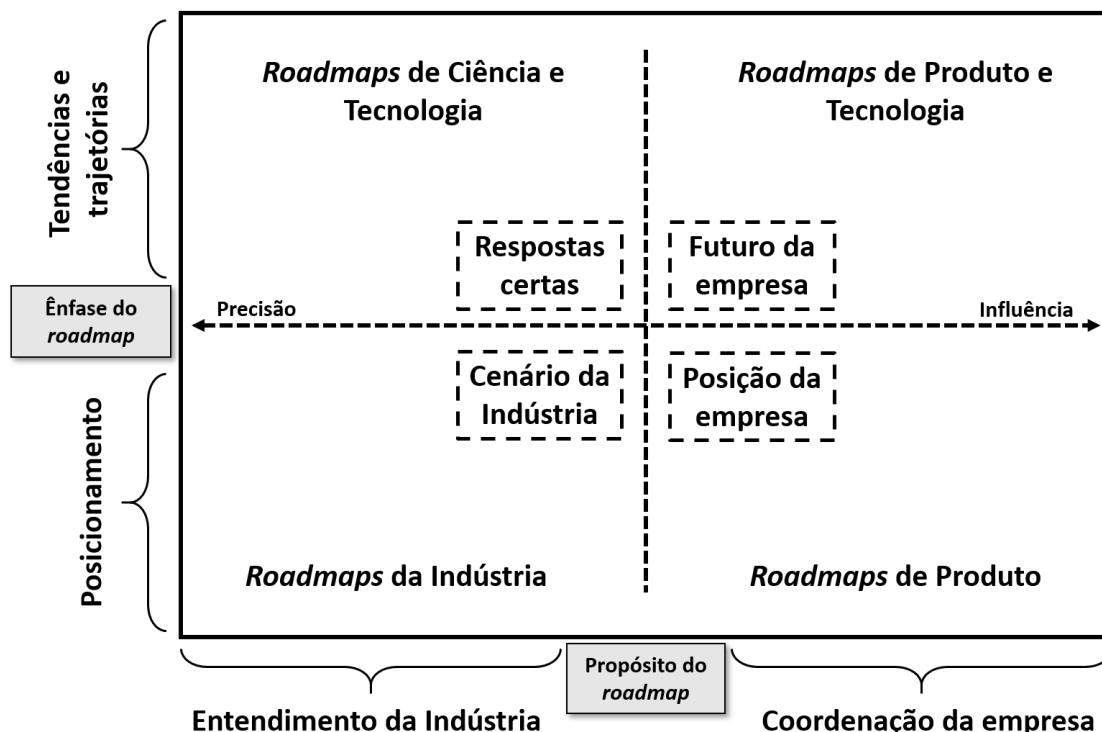 Tendências e
trajetórias
Roadmaps de Ciência e
Tecnologia
Roadmaps de Produto e
Tecnologia
Respostas
certas
Futuro da
empresa
Ênfase do
roadmap
Precisão
Influência
Cenário da
Indústria
Posição da
empresa
Posicionamento
Roadmaps da Indústria
Roadmaps de Produto
Propósito do
roadmap
Entendimento da Indústria
Coordenação da empresa